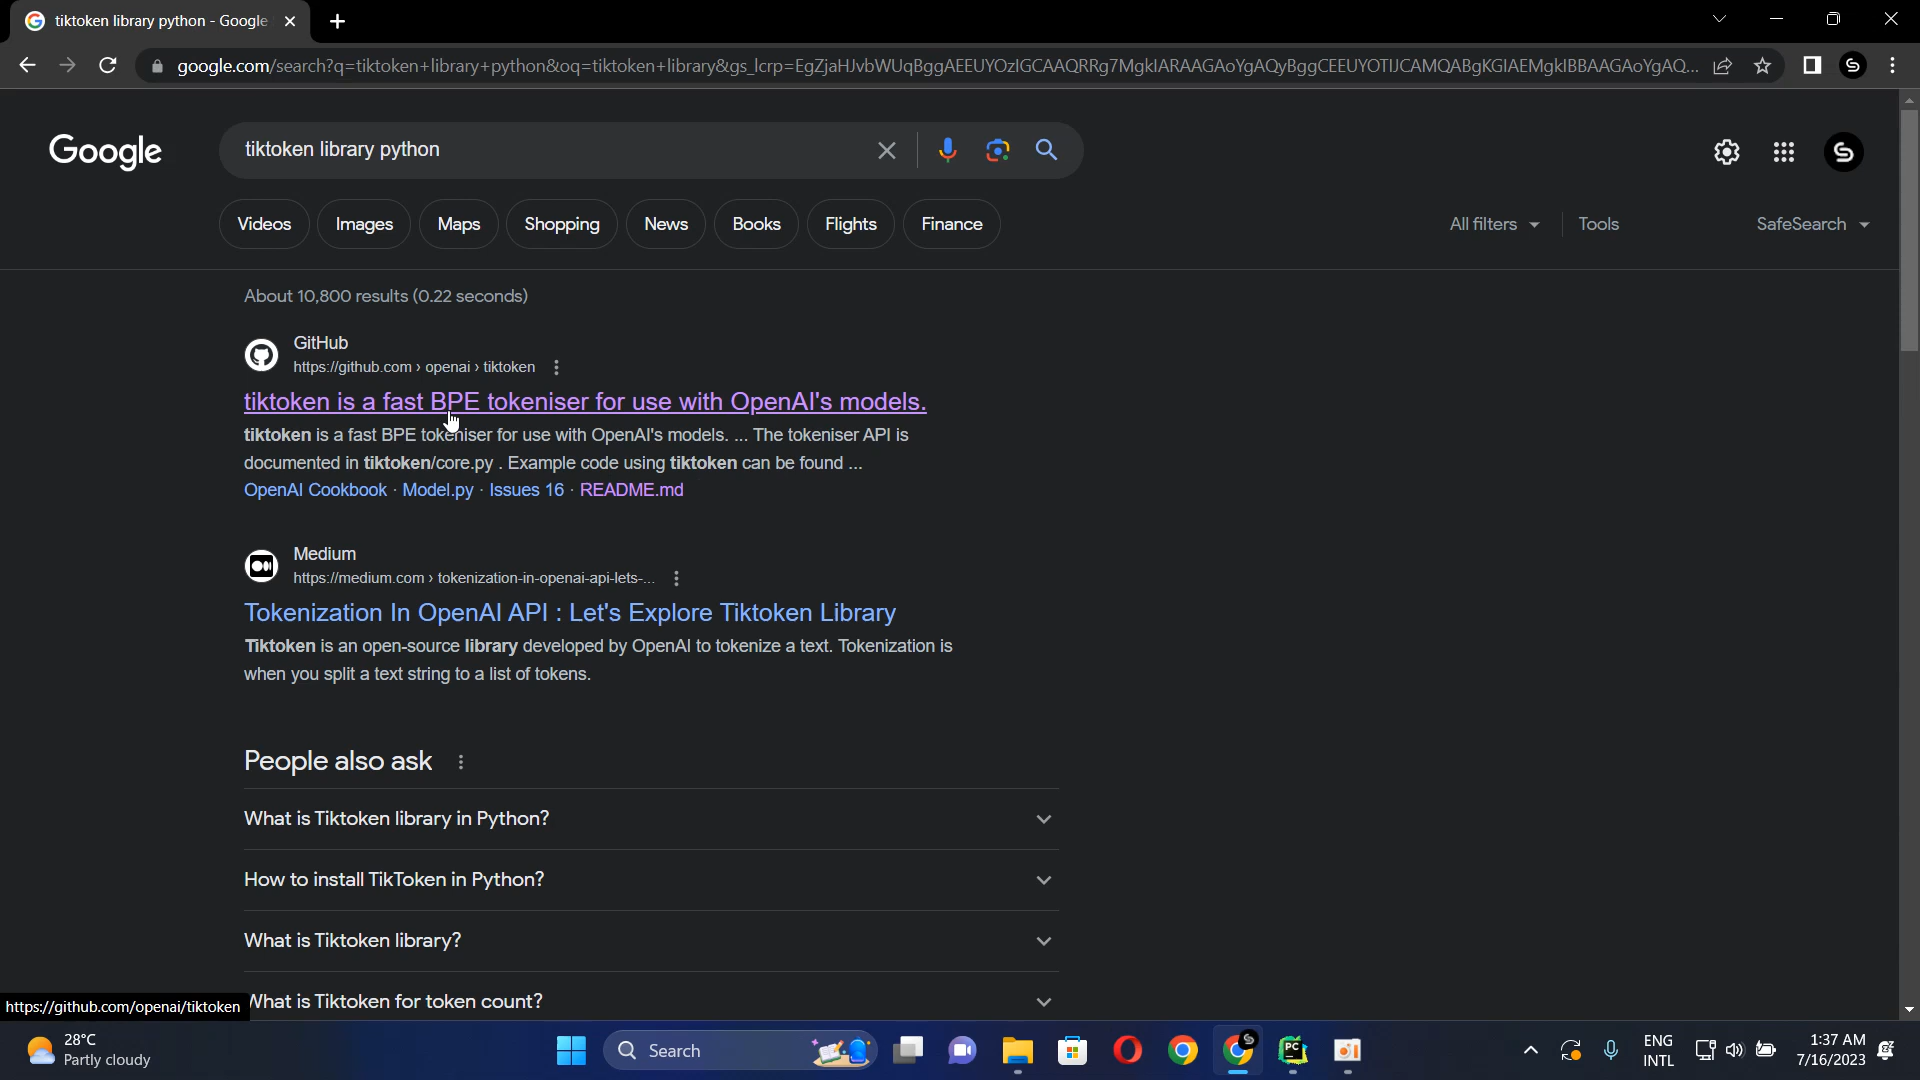 tiktoken library python - Google
google.com/search?q=tiktoken+library+python&oq=tiktoken+library&gs_lcrp=EgZjaHJvbWUqBggAEEUYOzIGCAAQRRg7MgkIARAAGAoYgAQyBggCEEUYOTIJCAMQABgKGIAEMgkIBBAAGAoYgAQ...
Google
tiktoken library python
Videos
Images
Maps
Shopping
News
Books
Flights
Finance
All filters
Tools
SafeSearch
About 10,800 results (0.22 seconds)
GitHub
https://github.com › openai › tiktoken
tiktoken is a fast BPE tokeniser for use with OpenAI's models.
tiktoken is a fast BPE tokeniser for use with OpenAI's models. ... The tokeniser API is
documented in tiktoken/core.py . Example code using tiktoken can be found ...
OpenAI Cookbook · Model.py · Issues 16 · README.md
Medium
https://medium.com › tokenization-in-openai-api-lets-...
Tokenization In OpenAI API : Let's Explore Tiktoken Library
Tiktoken is an open-source library developed by OpenAI to tokenize a text. Tokenization is
when you split a text string to a list of tokens.
People also ask
What is Tiktoken library in Python?
How to install TikToken in Python?
What is Tiktoken library?
What is Tiktoken for token count?
https://github.com/openai/tiktoken
28°C
Partly cloudy
Search
PC
ENG
INTL
1:37 AM
7/16/2023